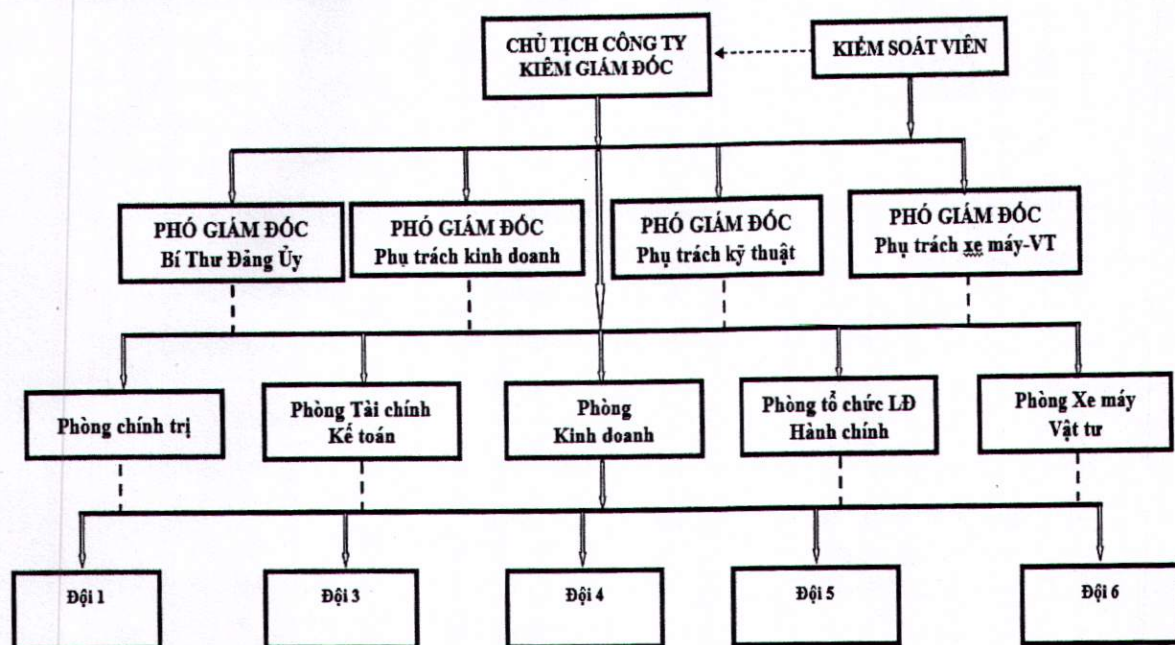 CHỦ TỊCH CÔNG TY
KIÊM GIÁM ĐỐC
KIỂM SOÁT VIÊN
PHÓ GIÁM ĐỐC
Bí Thư Đảng Ủy
PHÓ GIÁM ĐỐC
Phụ trách kinh doanh
PHÓ GIÁM ĐỐC
Phụ trách kỹ thuật
PHÓ GIÁM ĐỐC
Phụ trách xe máy-VT
Phòng chính trị
Phòng Tài chính
Kế toán
Phòng
Kinh doanh
Phòng tổ chức LĐ
Hành chính
Phòng Xe máy
Vật tư
Đội 1
Đội 3
Đội 4
Đội 5
Đội 6